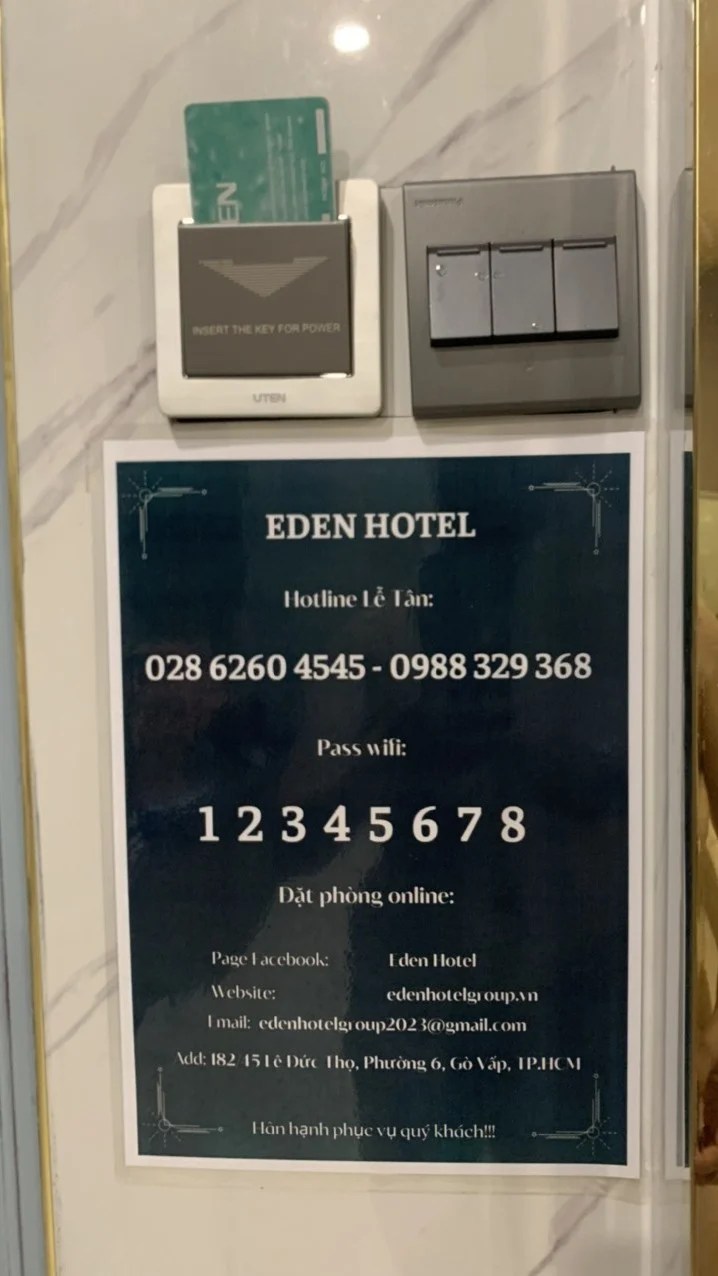 EN
INSERT THE KEY FOR POWER
UTEN
EDEN HOTEL
Hotline Lễ Tân:
028 6260 4545 - 0988 329 368
Pass wifi:
1 2 3 4 5 6 7 8
Đặt phòng online:
Page Facebook: Eden Hotel
Website: edenhotelgroup.vn
Email: edenhotelgroup2023@gmail.com
Add: 182 45 Lê Đức Thọ, Phường 6, Gò Vấp, TP.HCM
Hân hạnh phục vụ quý khách!!!